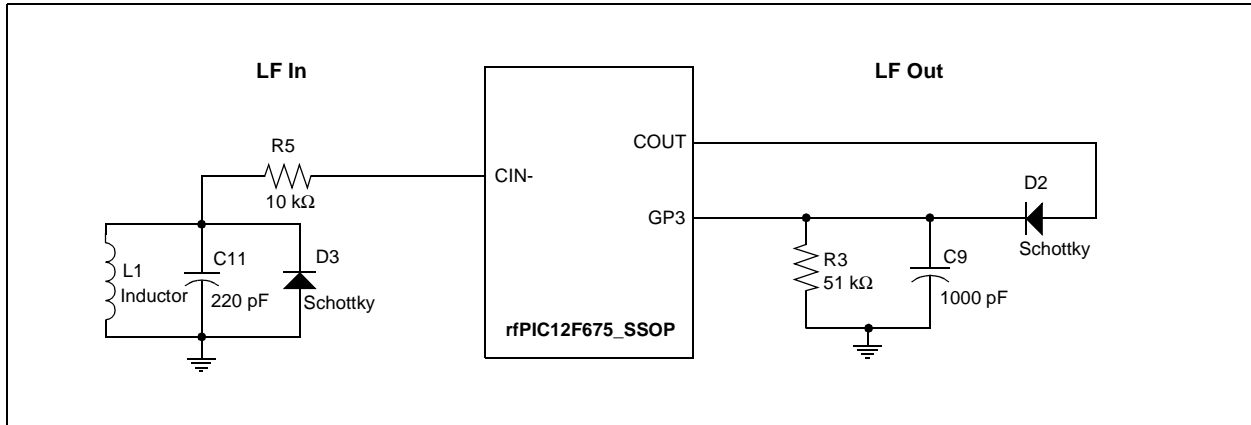 LF In
LF Out
R5
10 kΩ
CIN-
COUT
GP3
D2
Schottky
L1
Inductor
C11
220 pF
D3
Schottky
R3
51 kΩ
C9
1000 pF
rfPIC12F675_SSOP